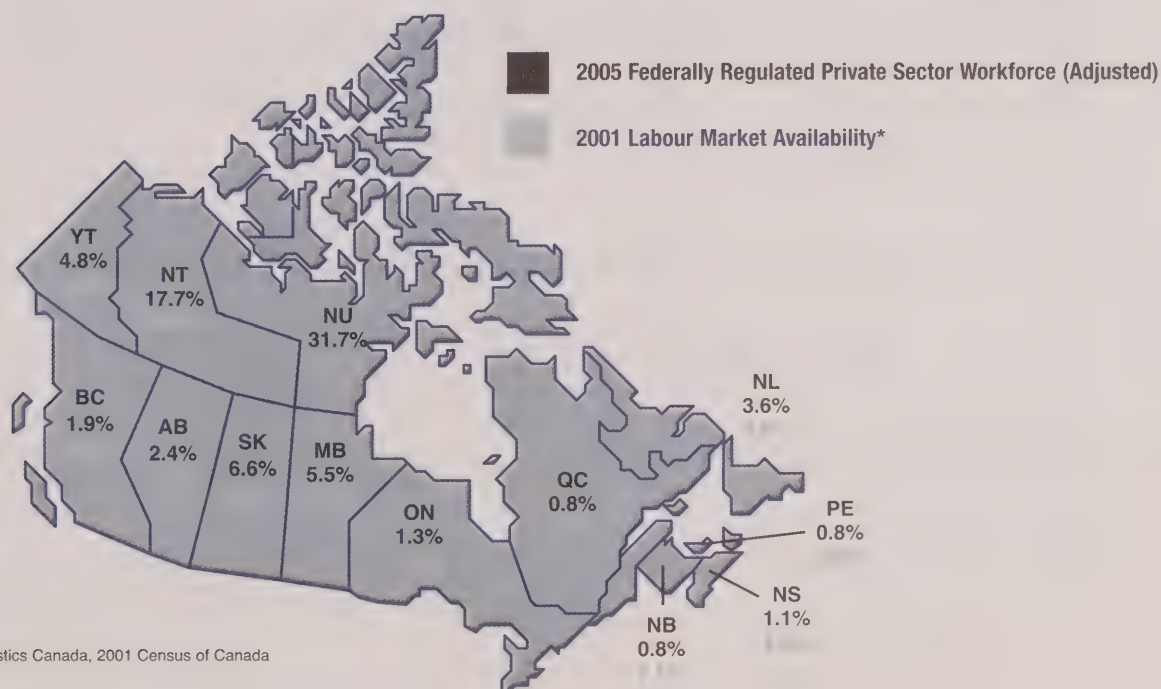 2005 Federally Regulated Private Sector Workforce (Adjusted)
2001 Labour Market Availability*
YT
4.8%
NT
17.7%
NU
31.7%
BC
1.9%
AB
2.4%
SK
6.6%
MB
5.5%
ON
1.3%
QC
0.8%
NL
3.6%
PE
0.8%
NS
1.1%
NB
0.8%
stics Canada, 2001 Census of Canada